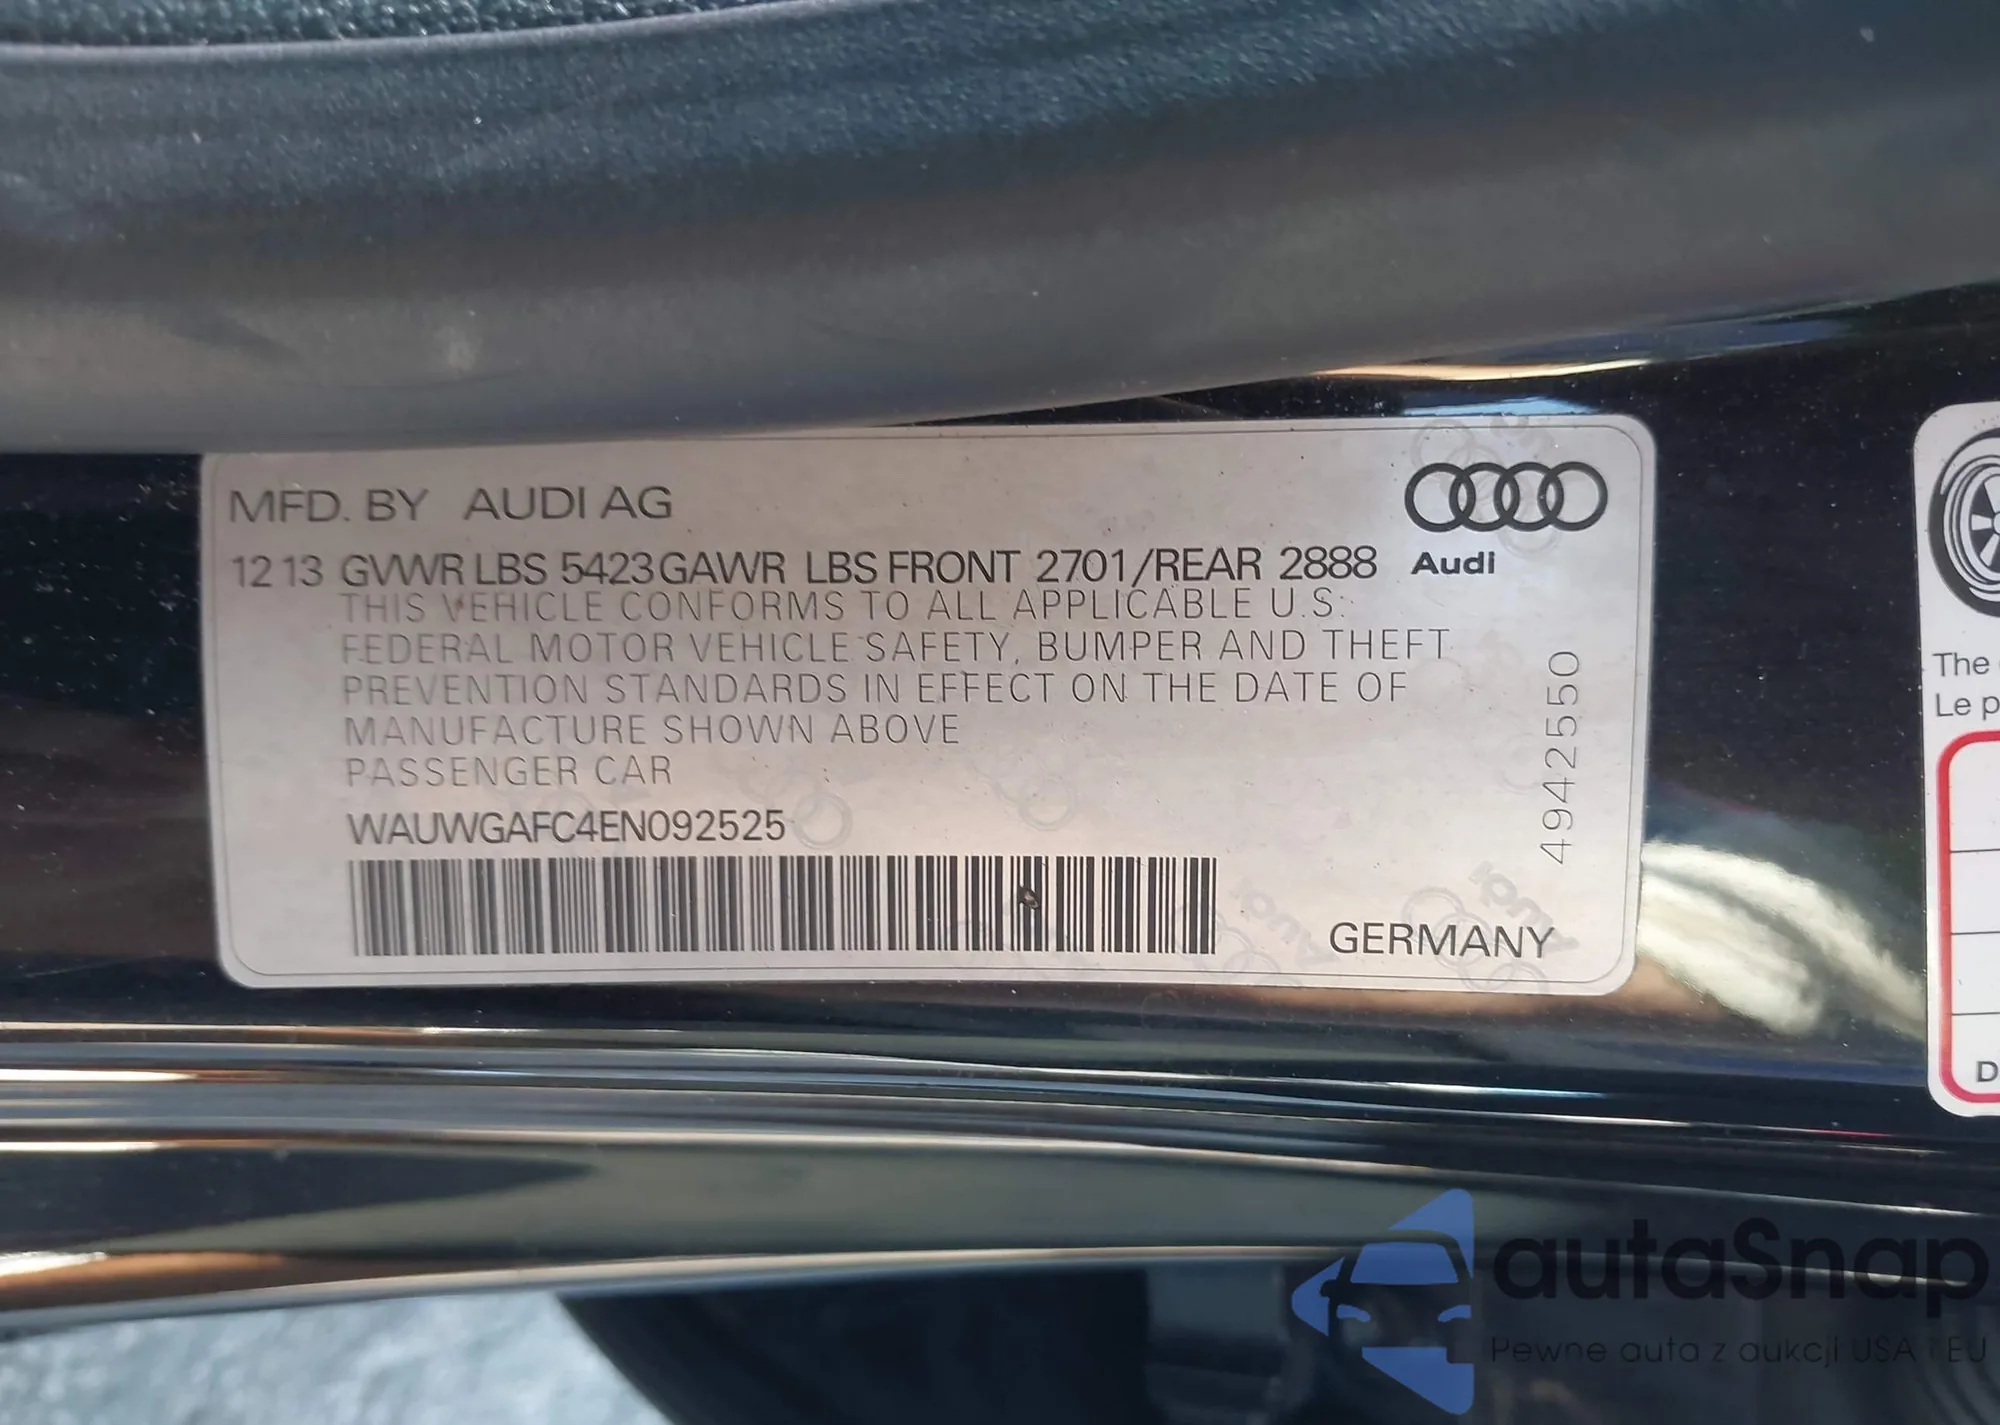 MFD. BY AUDI AG
12 13 GVWR LBS 5423 GAWR LBS FRONT 2701/REAR 2888
Audi
THIS VEHICLE CONFORMS TO ALL APPLICABLE U.S.
FEDERAL MOTOR VEHICLE SAFETY, BUMPER AND THEFT
PREVENTION STANDARDS IN EFFECT ON THE DATE OF
MANUFACTURE SHOWN ABOVE
PASSENGER CAR
WAUWGAFC4EN092525
GERMANY
4942550
The
Le p
D
autaSnap
Pewne auta z aukcji USA i EU